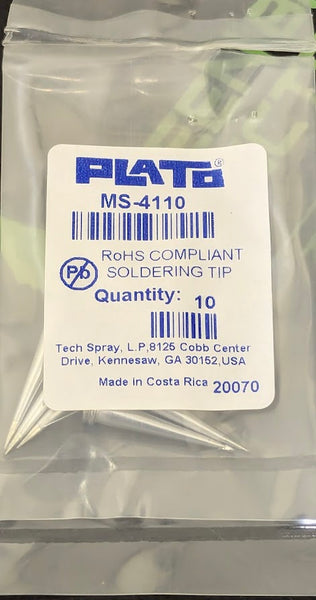 PLATO®
MS-4110
Pb
RoHS COMPLIANT
SOLDERING TIP
Quantity: 10
Tech Spray, L.P,8125 Cobb Center
Drive, Kennesaw, GA 30152,USA
Made in Costa Rica 20070